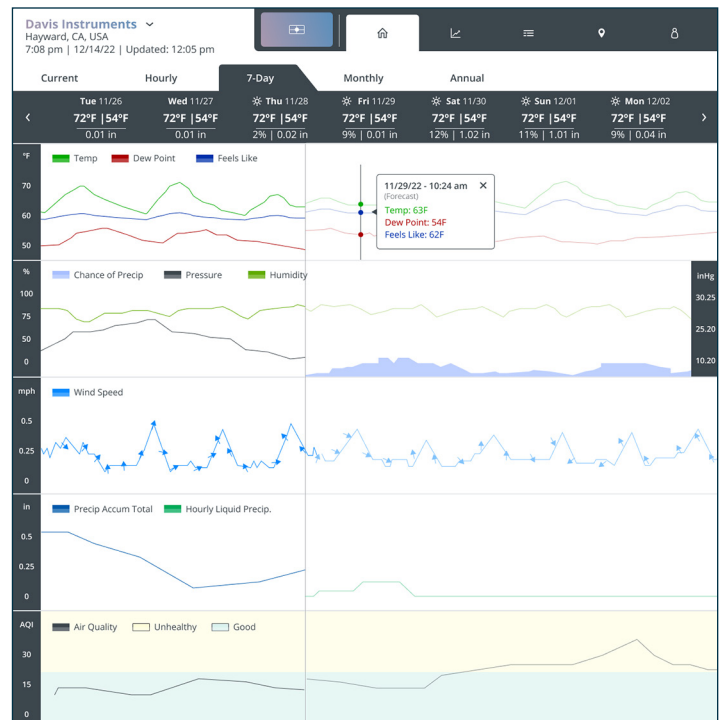 Davis Instruments
Hayward, CA, USA
7:08 pm | 12/14/22 | Updated: 12:05 pm
Current Hourly 7-Day Monthly Annual
Tue 11/26 Wed 11/27 Thu 11/28 Fri 11/29 Sat 11/30 Sun 12/01 Mon 12/02
72°F |54°F 72°F |54°F 72°F |54°F 72°F |54°F 72°F |54°F 72°F |54°F 72°F |54°F
0.01 in 0.01 in 2% | 0.02 in 9% | 0.01 in 12% | 1.02 in 11% | 1.01 in 9% | 0.04 in
°F Temp Dew Point Feels Like
70
60
50
11/29/22 - 10:24 am ✕
(Forecast)
Temp: 63F
Dew Point: 54F
Feels Like: 62F
% Chance of Precip Pressure Humidity inHg
100 30.25
75 25.20
50 10.20
0
mph Wind Speed
0.5
0.25
0
in Precip Accum Total Hourly Liquid Precip.
0.5
0.25
0
AQI Air Quality Unhealthy Good
30
15
0